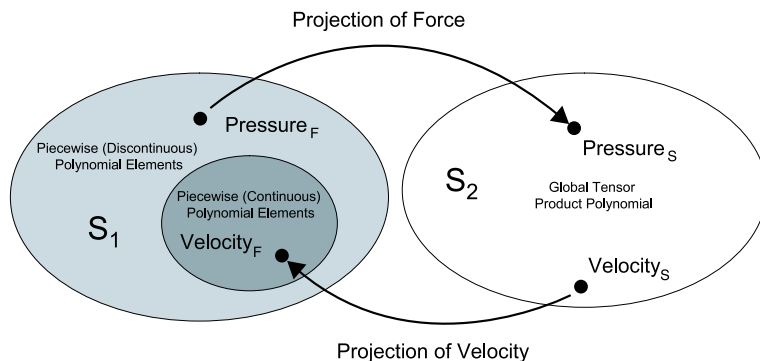 Projection of Force
Pressure_F
Piecewise (Discontinuous)
Polynomial Elements
Piecewise (Continuous)
Polynomial Elements
S_1
Velocity_F
Pressure_S
S_2
Global Tensor
Product Polynomial
Velocity_S
Projection of Velocity